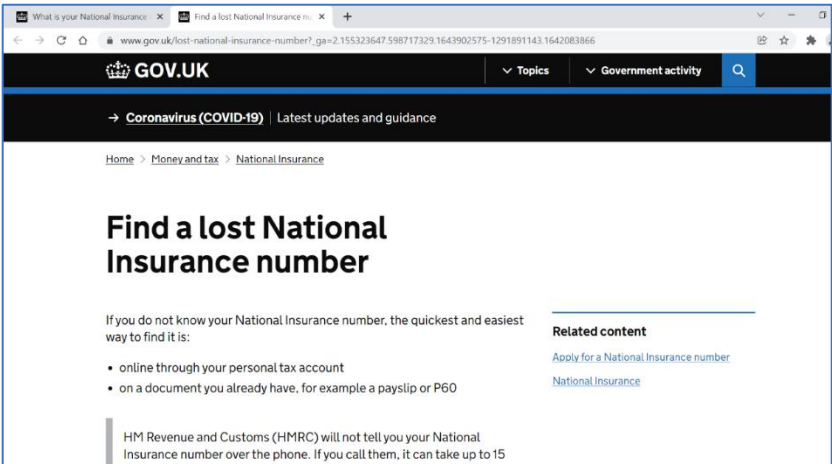 What is your National Insurance
Find a lost National Insurance nu
www.gov.uk/lost-national-insurance-number?_ga=2.155323647.598717329.1643902575-1291891143.1642083866
GOV.UK
Topics
Government activity
→ Coronavirus (COVID-19) | Latest updates and guidance
Home > Money and tax > National Insurance
Find a lost National
Insurance number
If you do not know your National Insurance number, the quickest and easiest
way to find it is:
• online through your personal tax account
• on a document you already have, for example a payslip or P60
Related content
Apply for a National Insurance number
National Insurance
HM Revenue and Customs (HMRC) will not tell you your National
Insurance number over the phone. If you call them, it can take up to 15